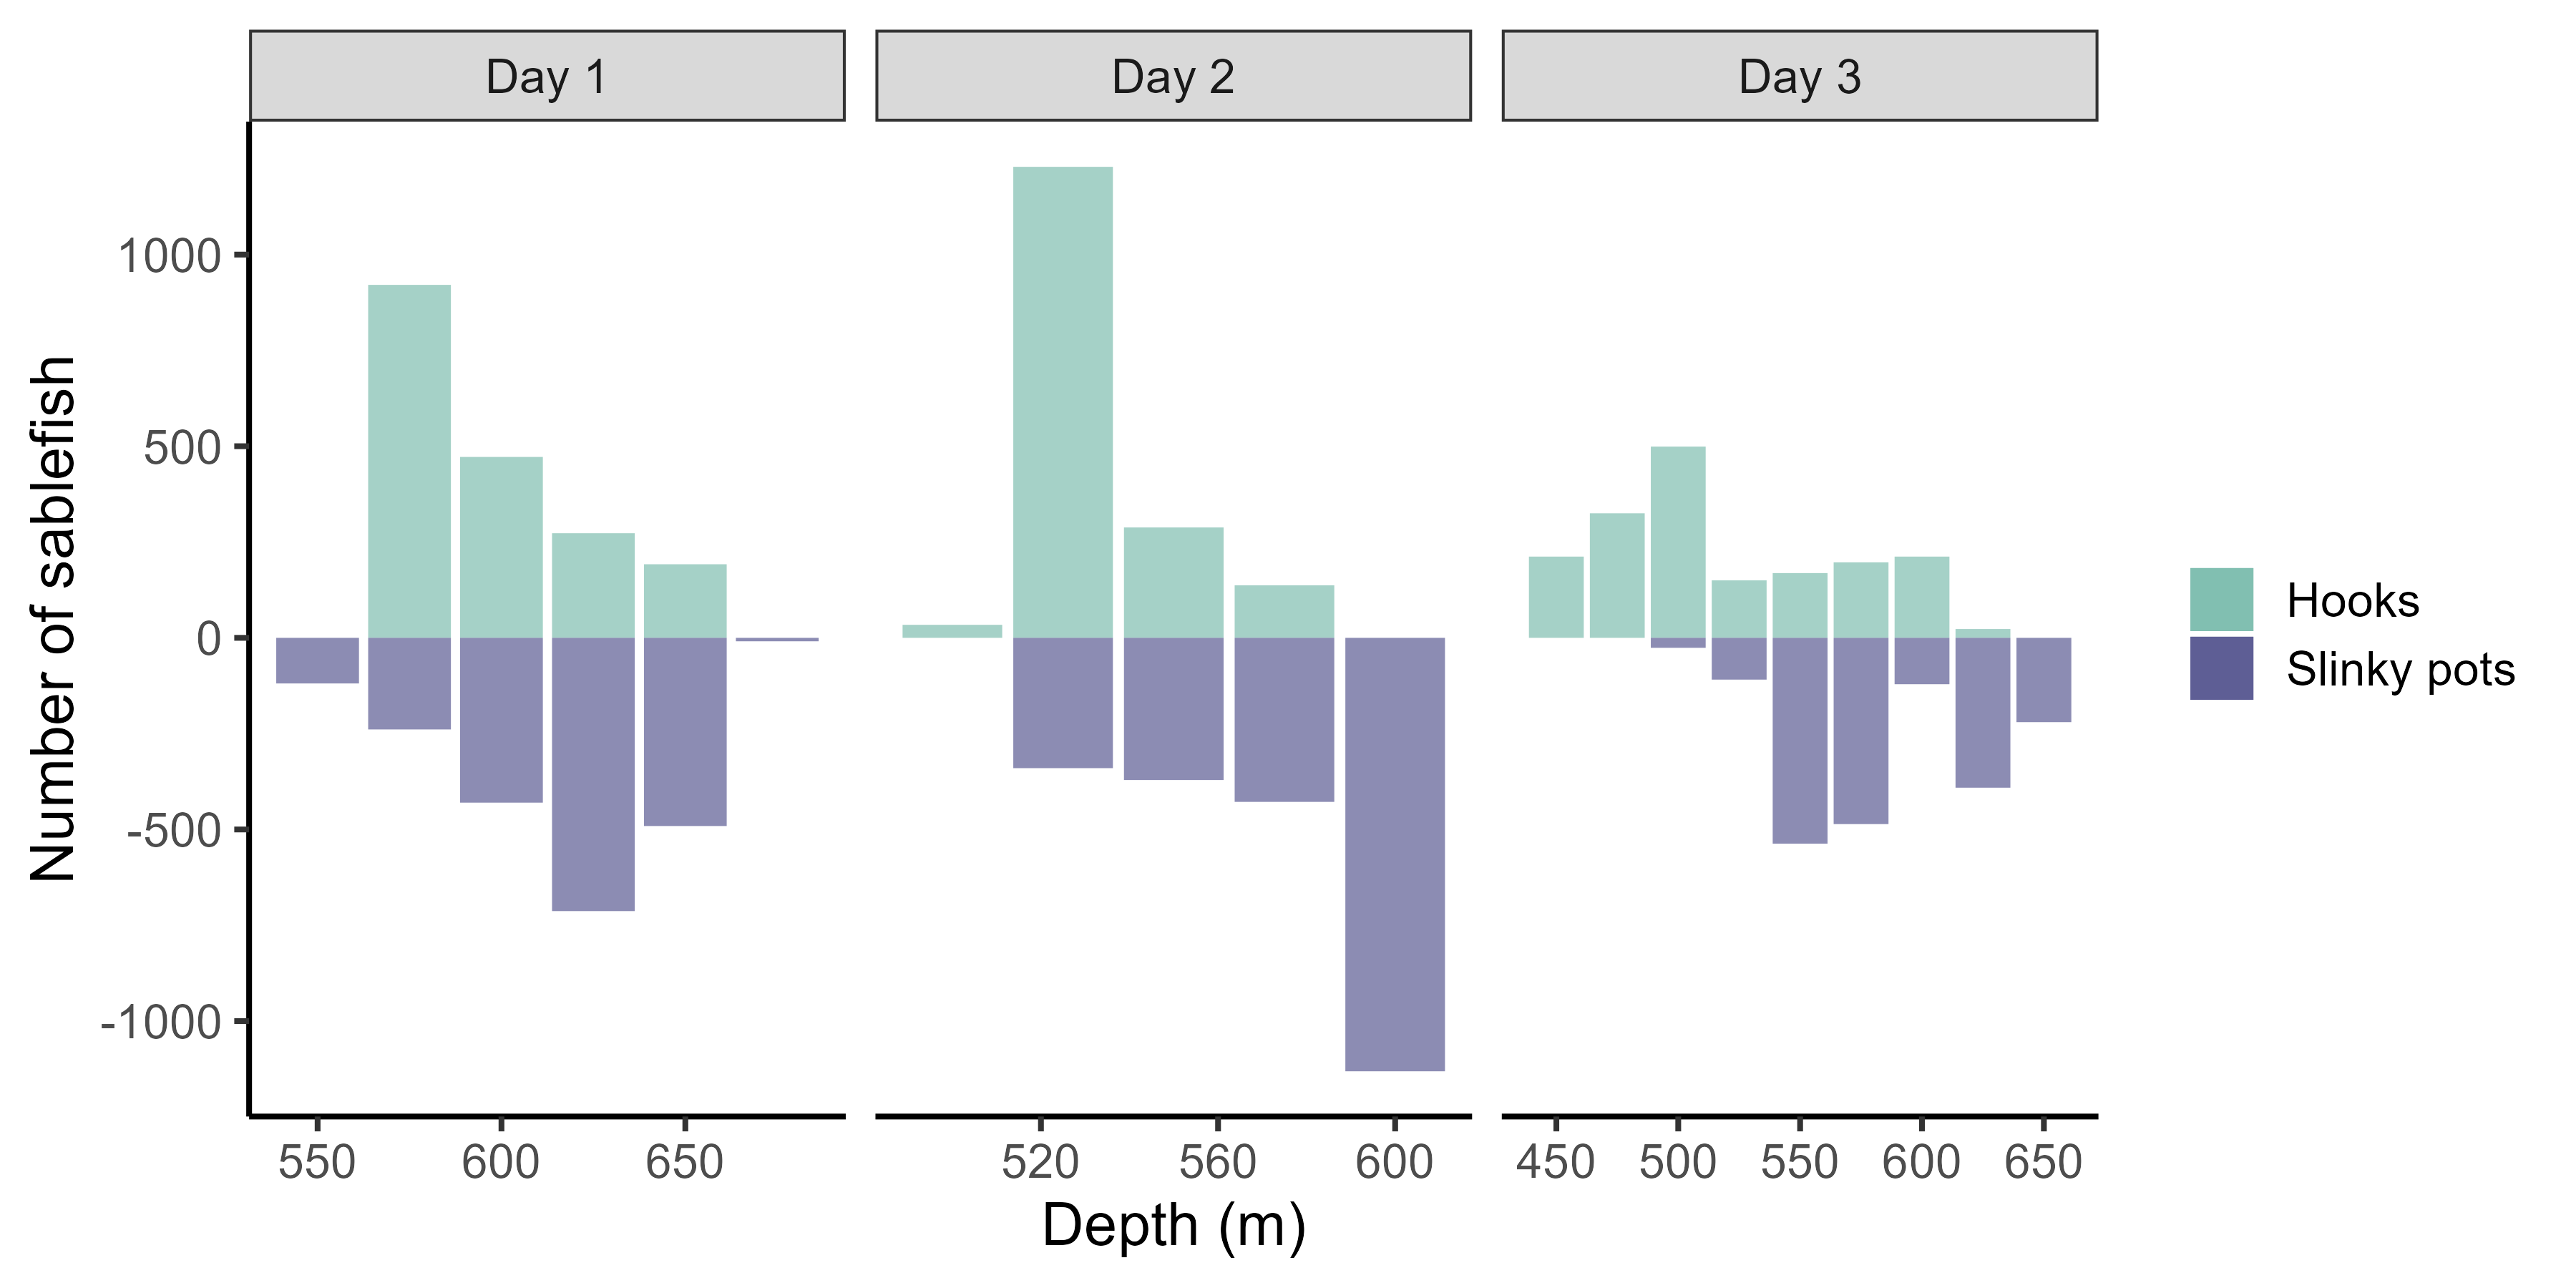 Day 1
Day 2
Day 3
Number of sablefish
1000
500
0
-500
-1000
550 600 650
520 560 600
450 500 550 600 650
Depth (m)
Hooks
Slinky pots